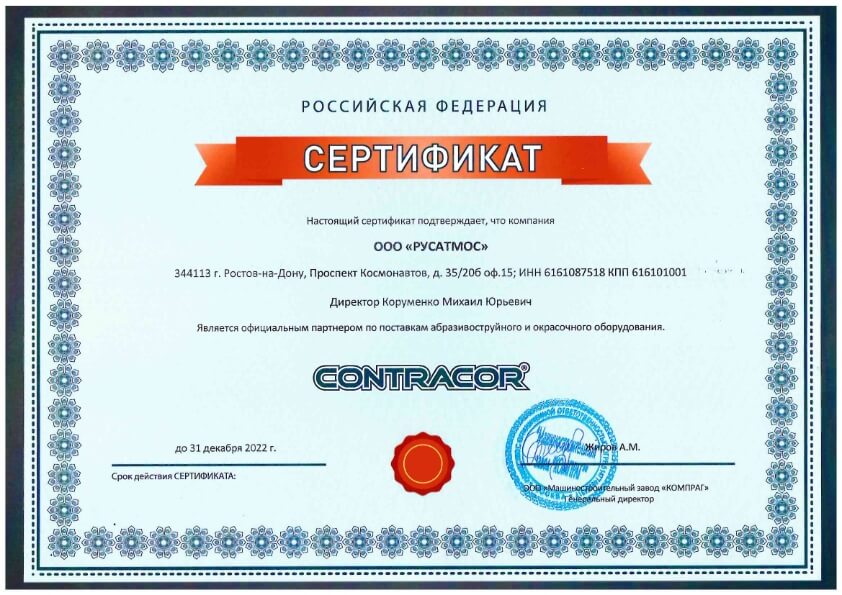 РОССИЙСКАЯ ФЕДЕРАЦИЯ
СЕРТИФИКАТ
Настоящий сертификат подтверждает, что компания
ООО «РУСАТМОС»
344113 г. Ростов-на-Дону, Проспект Космонавтов, д. 35/20б оф.15; ИНН 6161087518 КПП 616101001
Директор Коруменко Михаил Юрьевич
Является официальным партнером по поставкам абразивоструйного и окрасочного оборудования.
CONTRACOR®
до 31 декабря 2022 г.
Жиров А.М.
Срок действия СЕРТИФИКАТА:
ООО «Машиностроительный завод «КОМПРАГ»
Генеральный директор